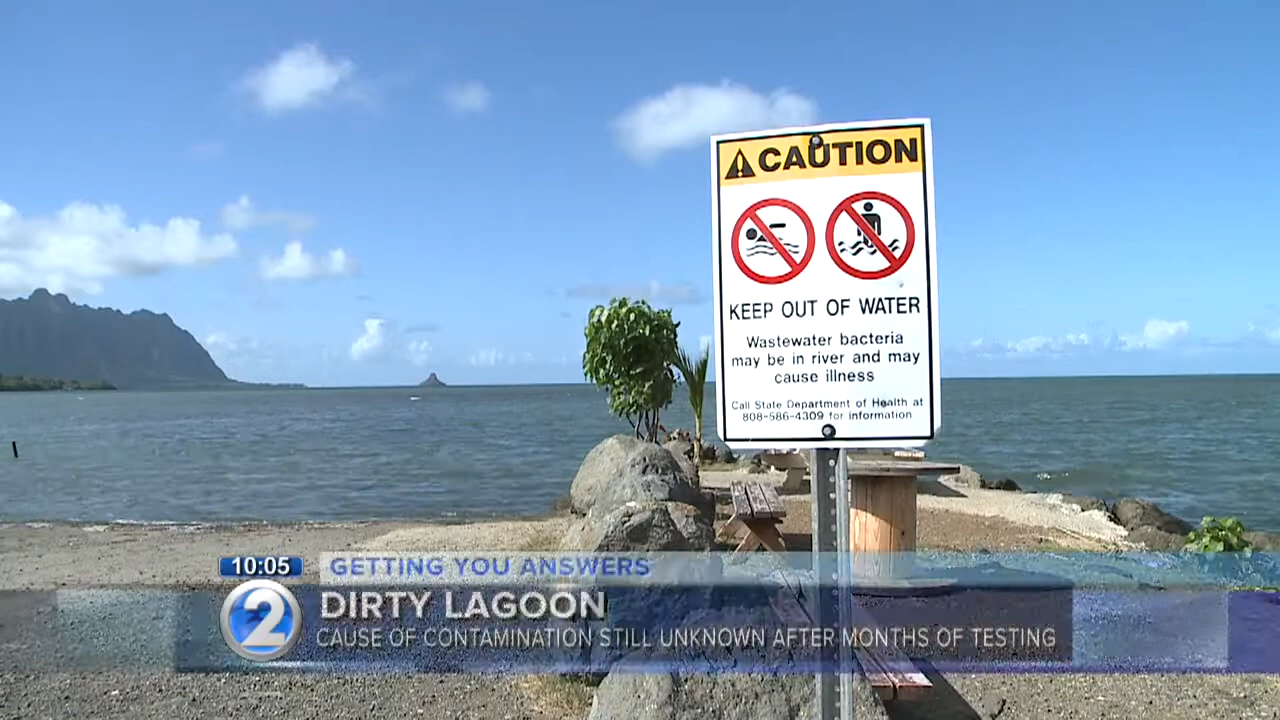 CAUTION
KEEP OUT OF WATER
Wastewater bacteria
may be in river and may
cause illness
Call State Department of Health at
808-586-4309 for information
10:05
GETTING YOU ANSWERS
2
DIRTY LAGOON
CAUSE OF CONTAMINATION STILL UNKNOWN AFTER MONTHS OF TESTING